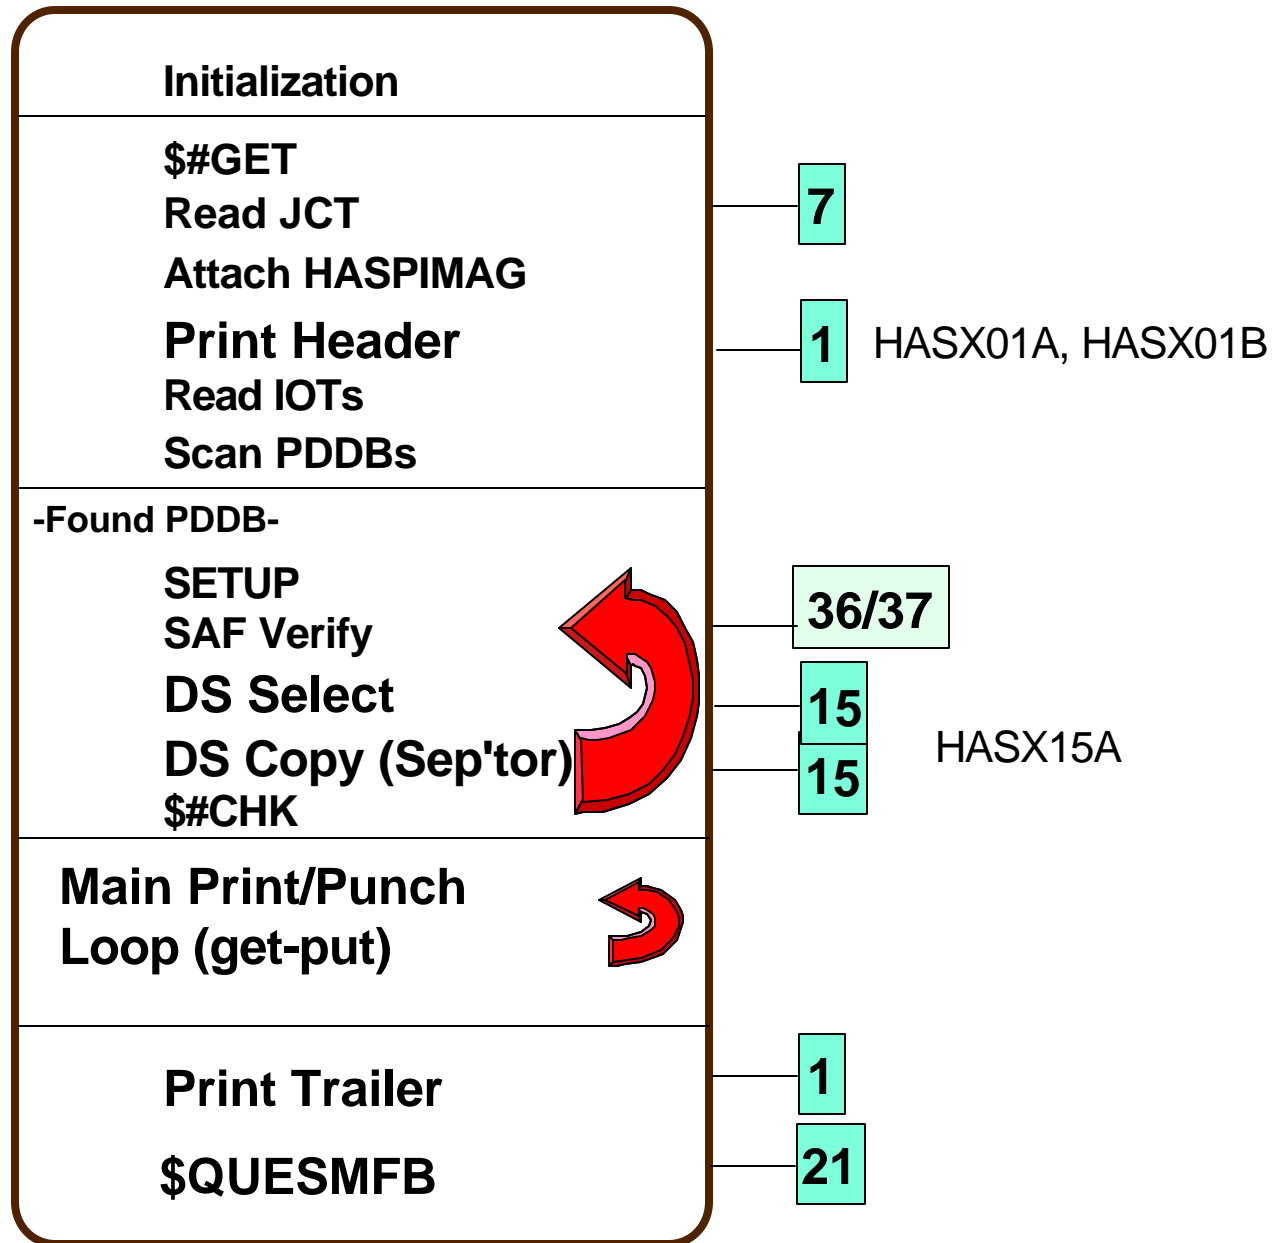 Initialization
$#GET
Read JCT
7
Attach HASPIMAG
Print Header
1
HASX01A, HASX01B
Read IOTs
Scan PDDBs
-Found PDDB-
SETUP
SAF Verify
36/37
DS Select
15
DS Copy (Sep'tor)
15
HASX15A
$#CHK
Main Print/Punch
Loop (get-put)
Print Trailer
1
$QUESMFB
21